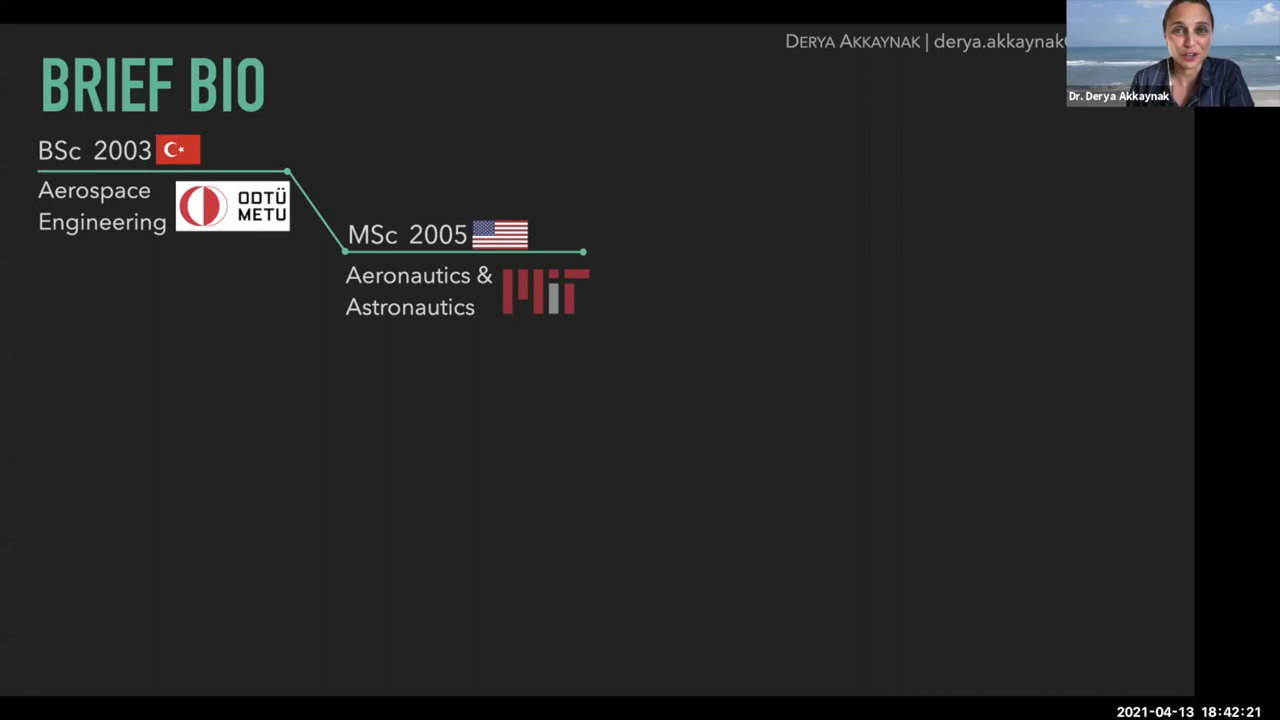 DERYA AKKAYNAK | derya.akkaynak
Dr. Derya Akkaynak
BRIEF BIO
BSc 2003
Aerospace
Engineering
ODTÜ
METU
MSc 2005
Aeronautics &
Astronautics
MIT
2021-04-13 18:42:21